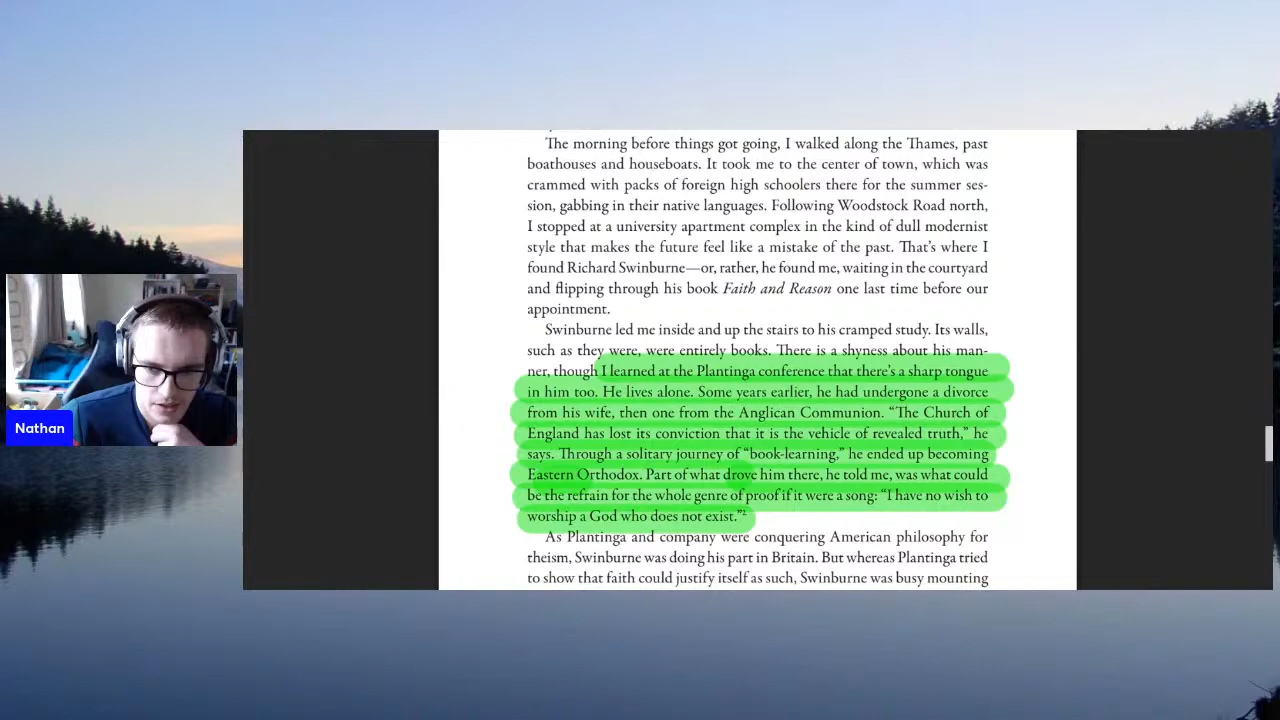 The morning before things got going, I walked along the Thames, past
boathouses and houseboats. It took me to the center of town, which was
crammed with packs of foreign high schoolers there for the summer ses-
sion, gabbing in their native languages. Following Woodstock Road north,
I stopped at a university apartment complex in the kind of dull modernist
style that makes the future feel like a mistake of the past. That's where I
found Richard Swinburne—or, rather, he found me, waiting in the courtyard
and flipping through his book Faith and Reason one last time before our
appointment.
Swinburne led me inside and up the stairs to his cramped study. Its walls,
such as they were, were entirely books. There is a shyness about his man-
ner, though I learned at the Plantinga conference that there's a sharp tongue
in him too. He lives alone. Some years earlier, he had undergone a divorce
from his wife, then one from the Anglican Communion. “The Church of
England has lost its conviction that it is the vehicle of revealed truth,” he
says. Through a solitary journey of “book-learning,” he ended up becoming
Eastern Orthodox. Part of what drove him there, he told me, was what could
be the refrain for the whole genre of proof if it were a song: “I have no wish to
worship a God who does not exist.”2
As Plantinga and company were conquering American philosophy for
theism, Swinburne was doing his part in Britain. But whereas Plantinga tried
to show that faith could justify itself as such, Swinburne was busy mounting
Nathan